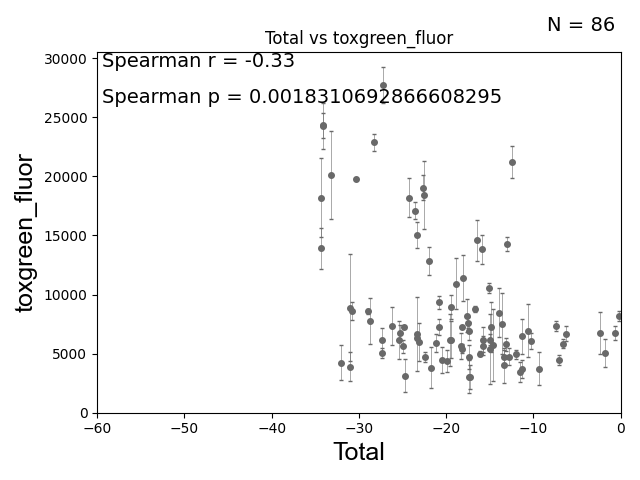 N = 86
Total vs toxgreen_fluor
Spearman r = -0.33
Spearman p = 0.0018310692866608295
30000
25000
20000
15000
10000
5000
0
toxgreen_fluor
−60 −50 −40 −30 −20 −10 0
Total